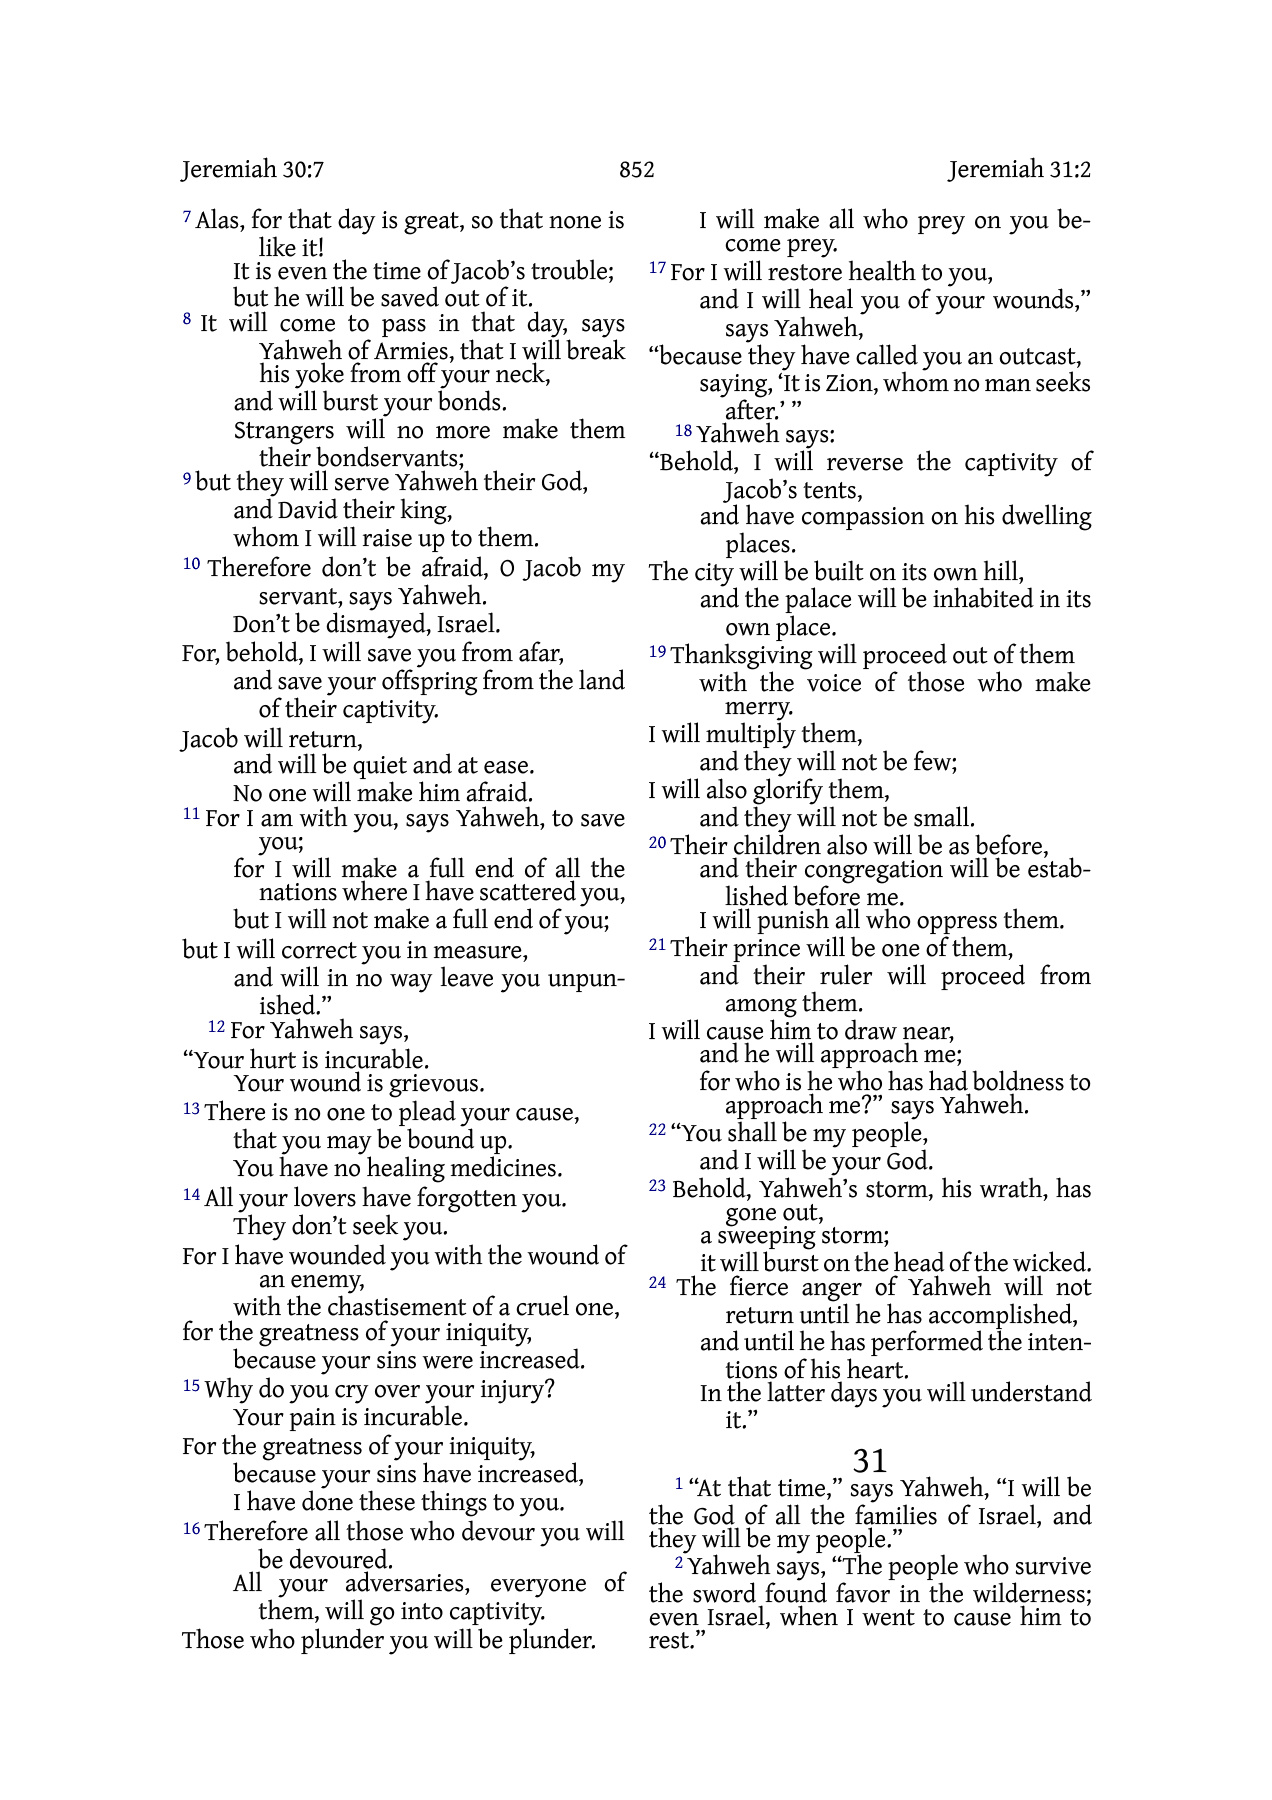 Jeremiah 30:7 852 Jeremiah 31:2
7 Alas, for that day is great, so that none is
like it!
It is even the time of Jacob’s trouble;
but he will be saved out of it.
8 It will come to pass in that day, says
Yahweh of Armies, that I will break
his yoke from off your neck,
and will burst your bonds.
Strangers will no more make them
their bondservants;
9 but they will serve Yahweh their God,
and David their king,
whom I will raise up to them.
10 Therefore don’t be afraid, O Jacob my
servant, says Yahweh.
Don’t be dismayed, Israel.
For, behold, I will save you from afar,
and save your offspring from the land
of their captivity.
Jacob will return,
and will be quiet and at ease.
No one will make him afraid.
11 For I am with you, says Yahweh, to save
you;
for I will make a full end of all the
nations where I have scattered you,
but I will not make a full end of you;
but I will correct you in measure,
and will in no way leave you unpun-
ished.”
12 For Yahweh says,
“Your hurt is incurable.
Your wound is grievous.
13 There is no one to plead your cause,
that you may be bound up.
You have no healing medicines.
14 All your lovers have forgotten you.
They don’t seek you.
For I have wounded you with the wound of
an enemy,
with the chastisement of a cruel one,
for the greatness of your iniquity,
because your sins were increased.
15 Why do you cry over your injury?
Your pain is incurable.
For the greatness of your iniquity,
because your sins have increased,
I have done these things to you.
16 Therefore all those who devour you will
be devoured.
All your adversaries, everyone of
them, will go into captivity.
Those who plunder you will be plunder.
I will make all who prey on you be-
come prey.
17 For I will restore health to you,
and I will heal you of your wounds,”
says Yahweh,
“because they have called you an outcast,
saying, ‘It is Zion, whom no man seeks
after.’ ”
18 Yahweh says:
“Behold, I will reverse the captivity of
Jacob’s tents,
and have compassion on his dwelling
places.
The city will be built on its own hill,
and the palace will be inhabited in its
own place.
19 Thanksgiving will proceed out of them
with the voice of those who make
merry.
I will multiply them,
and they will not be few;
I will also glorify them,
and they will not be small.
20 Their children also will be as before,
and their congregation will be estab-
lished before me.
I will punish all who oppress them.
21 Their prince will be one of them,
and their ruler will proceed from
among them.
I will cause him to draw near,
and he will approach me;
for who is he who has had boldness to
approach me?” says Yahweh.
22 “You shall be my people,
and I will be your God.
23 Behold, Yahweh’s storm, his wrath, has
gone out,
a sweeping storm;
it will burst on the head of the wicked.
24 The fierce anger of Yahweh will not
return until he has accomplished,
and until he has performed the inten-
tions of his heart.
In the latter days you will understand
it.”
31
1 “At that time,” says Yahweh, “I will be
the God of all the families of Israel, and
they will be my people.”
2 Yahweh says, “The people who survive
the sword found favor in the wilderness;
even Israel, when I went to cause him to
rest.”